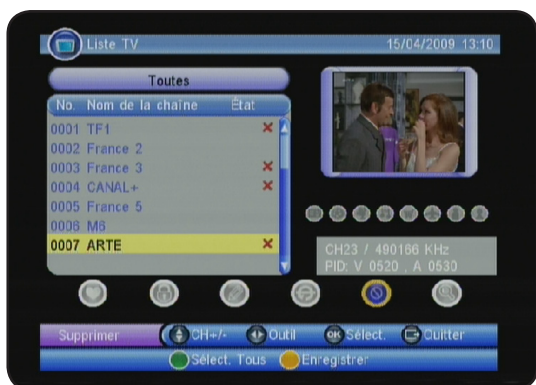 Liste TV 15/04/2009 13:10
Toutes
No. Nom de la chaîne État
0001 TF1
0002 France 2
0003 France 3
0004 CANAL+
0005 France 5
0006 M6
0007 ARTE
CH23 / 490166 KHz
PID: V 0520 , A 0530
Supprimer CH+/- Outil OK Sélect. Quitter
Sélect. Tous Enregistrer